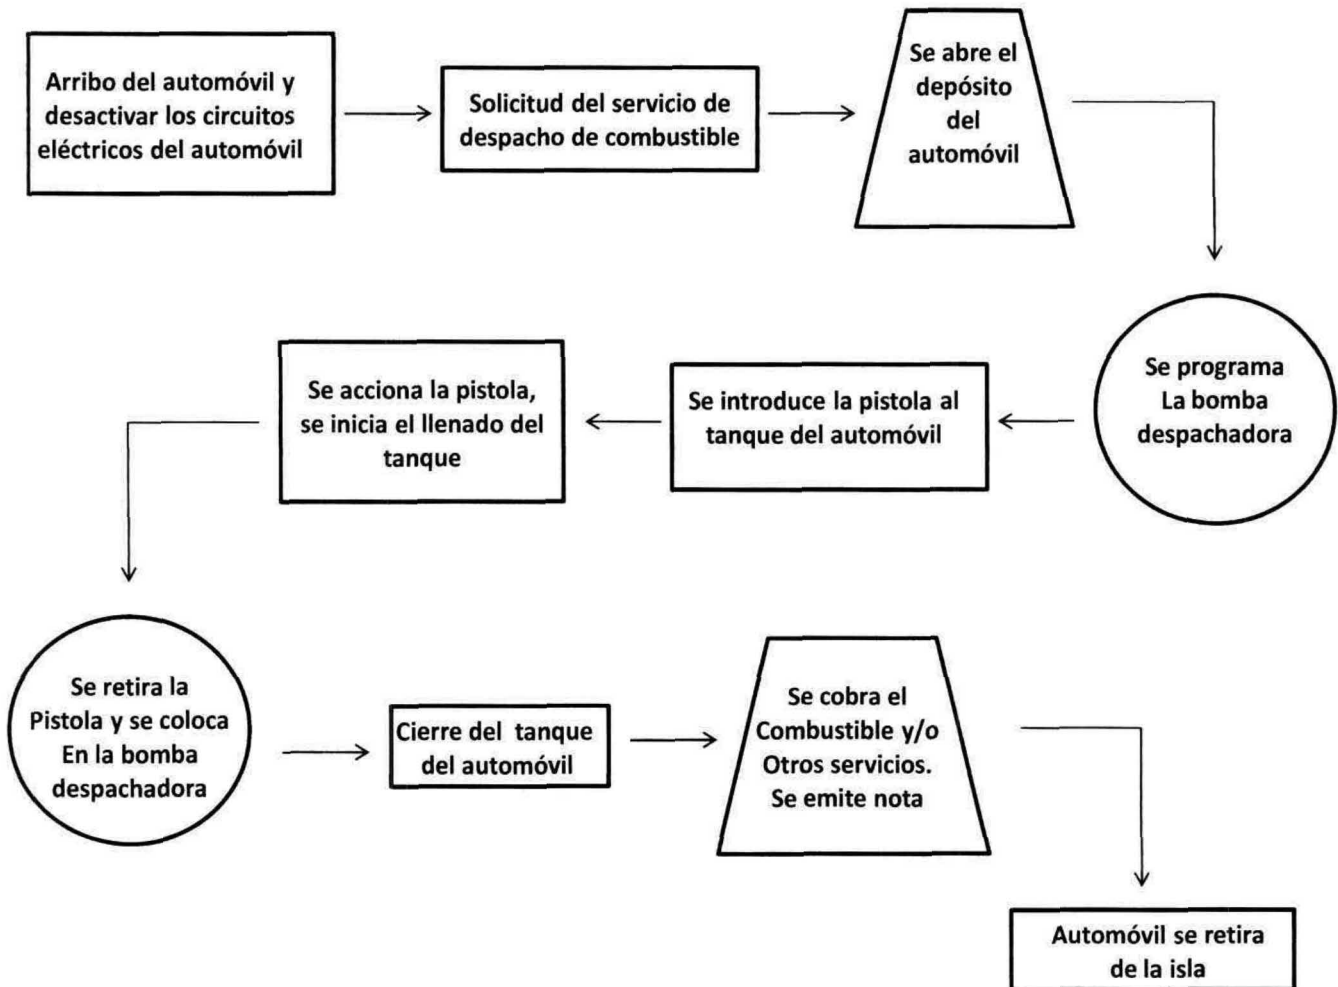 Arribo del automóvil y
desactivar los circuitos
eléctricos del automóvil
Solicitud del servicio de
despacho de combustible
Se abre el
depósito
del
automóvil
Se programa
La bomba
despachadora
Se introduce la pistola al
tanque del automóvil
Se acciona la pistola,
se inicia el llenado del
tanque
Se retira la
Pistola y se coloca
En la bomba
despachadora
Cierre del tanque
del automóvil
Se cobra el
Combustible y/o
Otros servicios.
Se emite nota
Automóvil se retira
de la isla